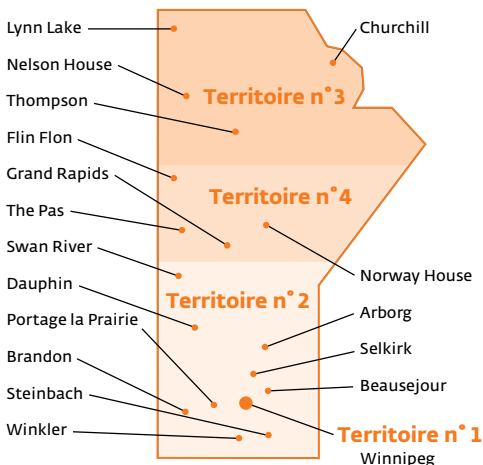 Lynn Lake
Churchill
Nelson House
Territoire n°3
Thompson
Flin Flon
Grand Rapids
Territoire n°4
The Pas
Swan River
Norway House
Dauphin
Territoire n°2
Arborg
Portage la Prairie
Selkirk
Brandon
Beausejour
Steinbach
Winkler
Territoire n°1
Winnipeg